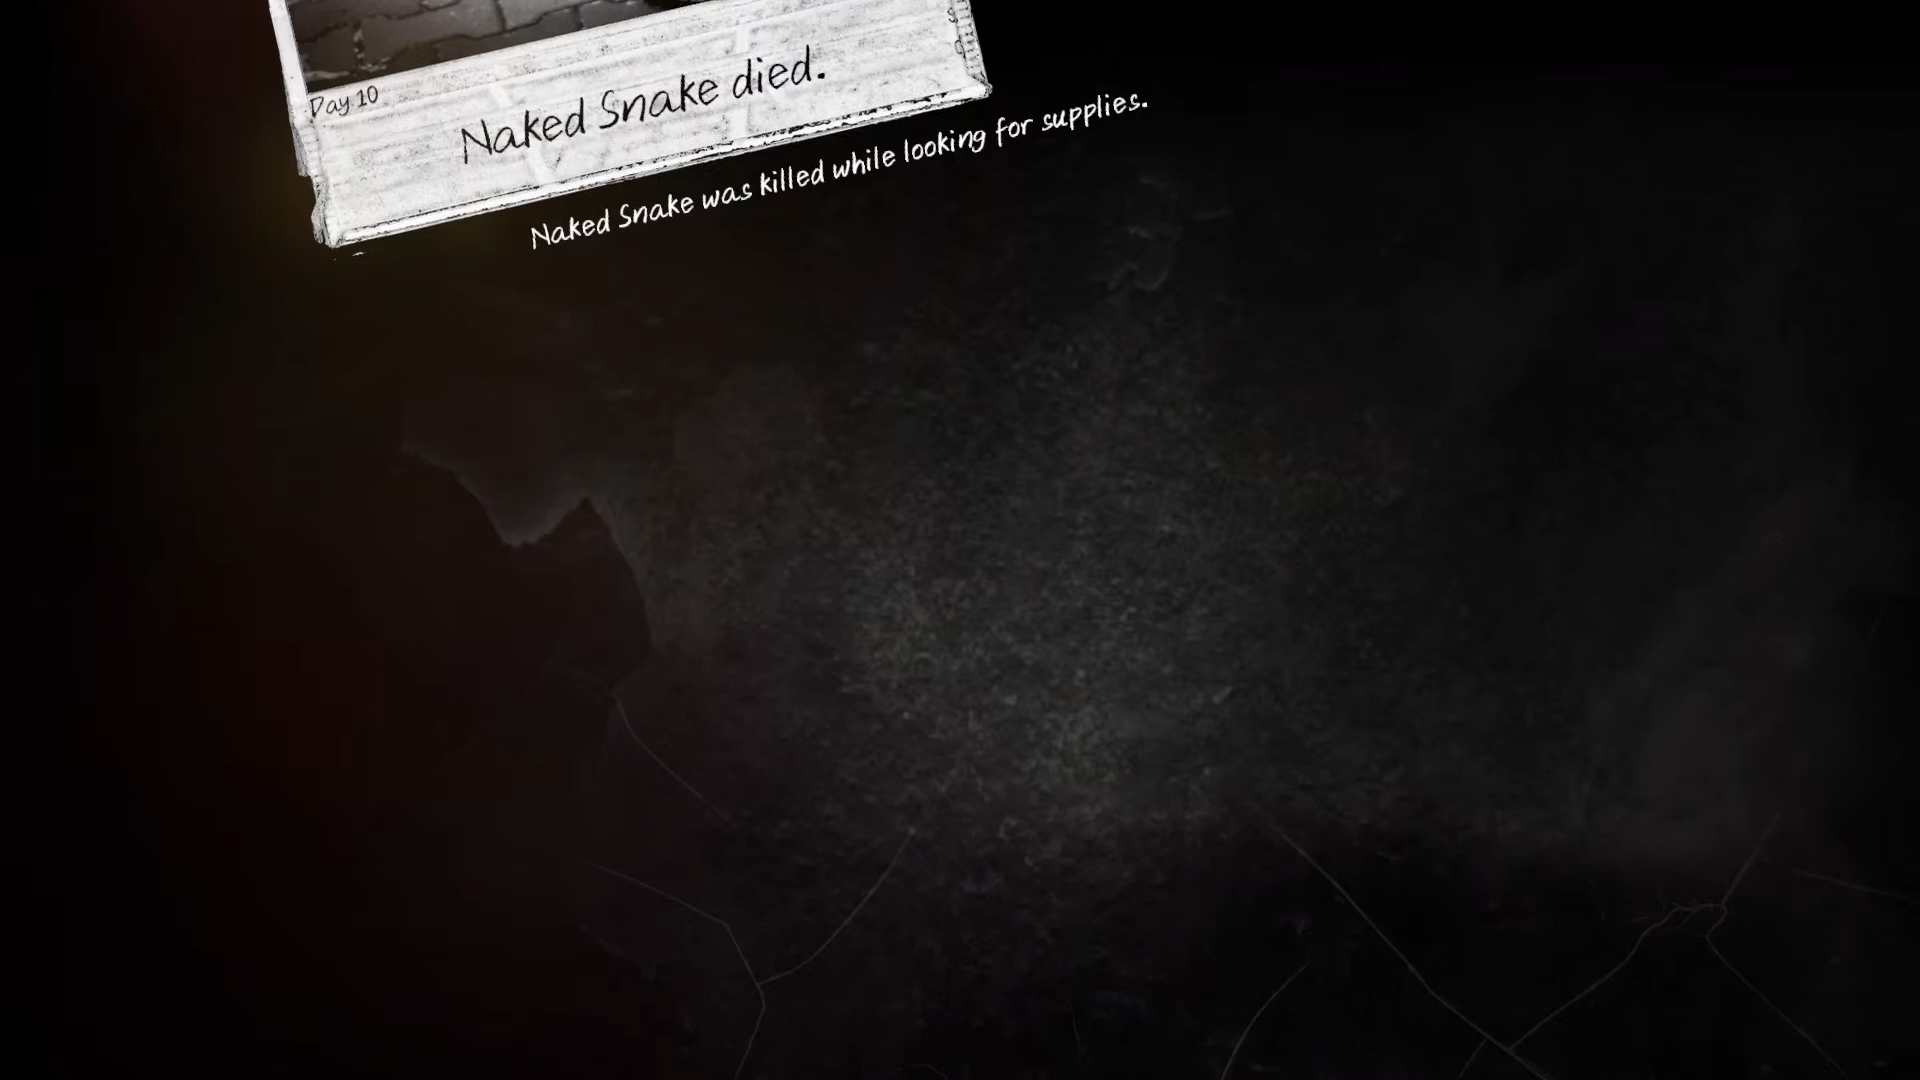 Day 10
Naked Snake died.
Naked Snake was killed while looking for supplies.